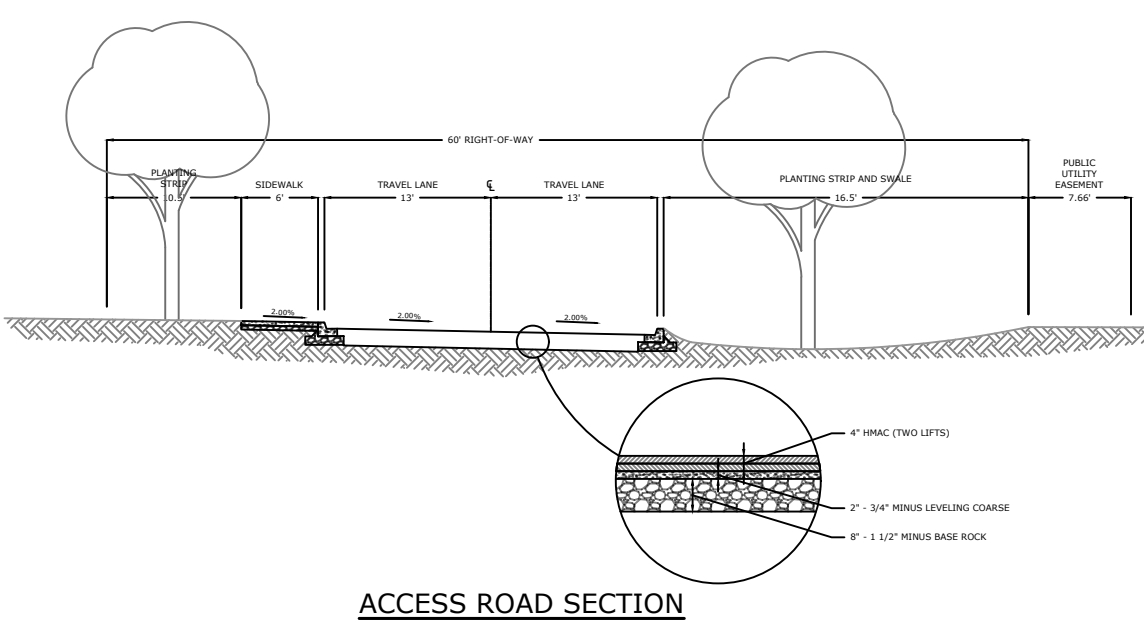 60' RIGHT-OF-WAY
PLANTING
STRIP
10.5'
SIDEWALK
6'
TRAVEL LANE
13'
℄
TRAVEL LANE
13'
PLANTING STRIP AND SWALE
16.5'
PUBLIC
UTILITY
EASEMENT
7.66'
2.00%
2.00%
2.00%
4" HMAC (TWO LIFTS)
2" - 3/4" MINUS LEVELING COARSE
8" - 1 1/2" MINUS BASE ROCK
ACCESS ROAD SECTION